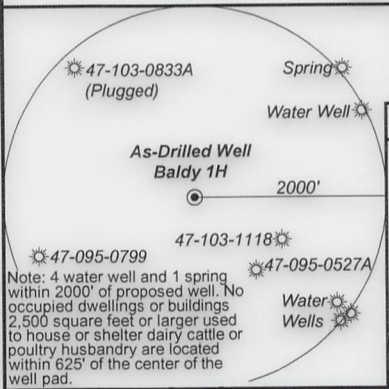 47-103-0833A
(Plugged)
Spring
Water Well
As-Drilled Well
Baldy 1H
2000'
47-103-1118
47-095-0799
47-095-0527A
Note: 4 water well and 1 spring
within 2000' of proposed well. No
occupied dwellings or buildings
2,500 square feet or larger used
to house or shelter dairy cattle or
poultry husbandry are located
within 625' of the center of the
well pad.
Water
Wells